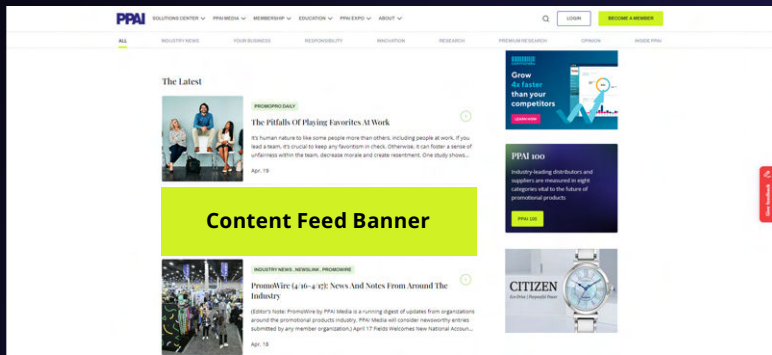 PPAI
SOLUTIONS CENTER
PPAI MEDIA
MEMBERSHIP
EDUCATION
PPAI EXPO
ABOUT
LOGIN
BECOME A MEMBER
ALL
INDUSTRY NEWS
YOUR BUSINESS
RESPONSIBILITY
INNOVATION
RESEARCH
PREMIUM RESEARCH
OPINION
INSIDE PPAI
The Latest
PROMOPRO DAILY
The Pitfalls Of Playing Favorites At Work
It's human nature to like some people more than others, including people at work. If you
lead a team, it's crucial to keep any favoritism in check. Otherwise, it can foster a sense of
unfairness within the team, decrease morale and create resentment. One study shows...
Apr. 19
Content Feed Banner
INDUSTRY NEWS, NEWSLINK, PROMOWIRE
PromoWire (4/16-4/17): News And Notes From Around The
Industry
(Editor's Note: PromoWire by PPAI Media is a running digest of updates from organizations
around the promotional products industry. PPAI Media will consider newsworthy entries
submitted by any member organization.) April 17 Fields Welcomes New National Accoun...
Apr. 18
Grow
4x faster
than your
competitors
LEARN NOW
PPAI 100
Industry-leading distributors and
suppliers are measured in eight
categories vital to the future of
promotional products
PPAI 100
CITIZEN
Give feedback